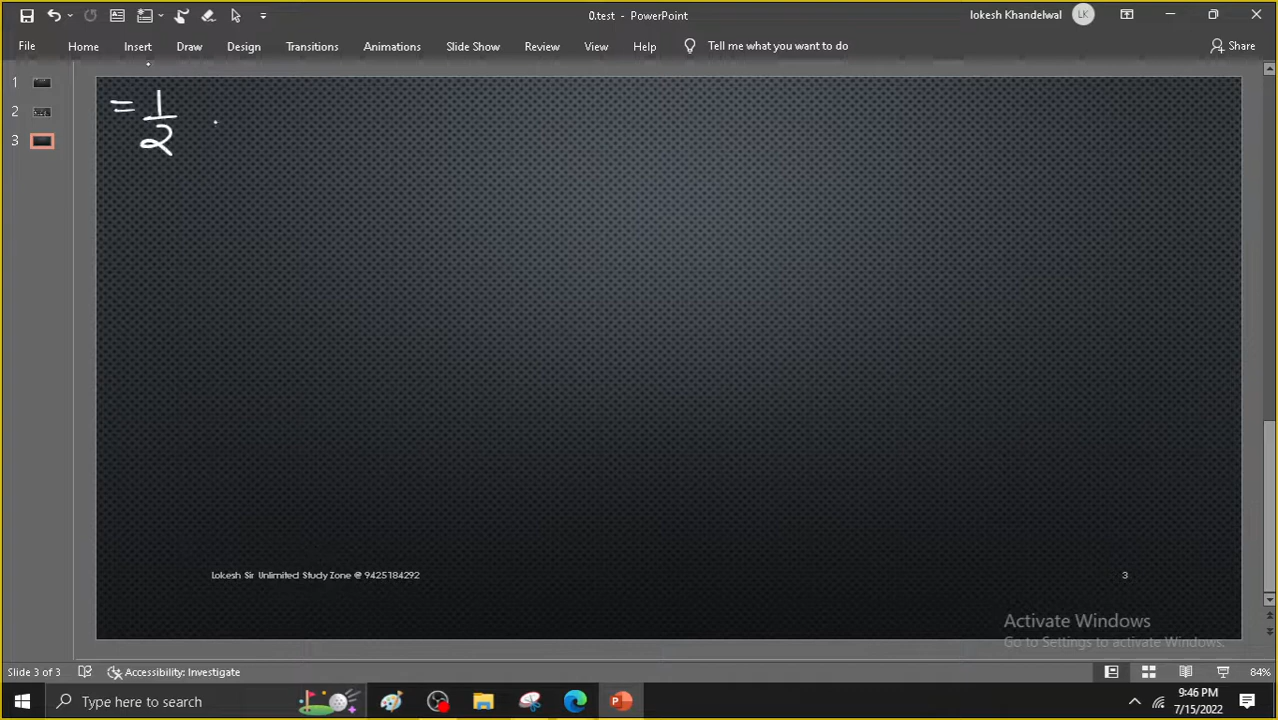 0.test - PowerPoint
lokesh Khandelwal
LK
File Home Insert Draw Design Transitions Animations Slide Show Review View Help Tell me what you want to do Share
1
2
3
= 1/2
Lokesh Sir Unlimited Study Zone @ 9425184292
3
Activate Windows
Go to Settings to activate Windows.
Slide 3 of 3 Accessibility: Investigate 84%
Type here to search
9:46 PM
7/15/2022